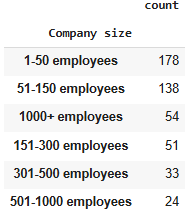 count
Company size
1-50 employees 178
51-150 employees 138
1000+ employees 54
151-300 employees 51
301-500 employees 33
501-1000 employees 24